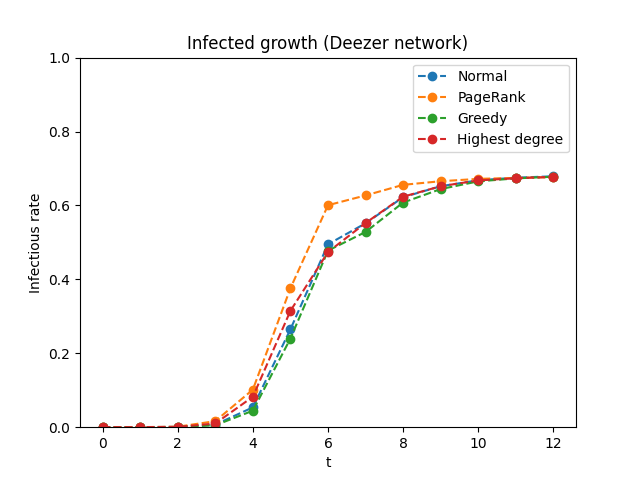 Infected growth (Deezer network)
Normal
PageRank
Greedy
Highest degree
1.0
0.8
0.6
0.4
0.2
0.0
Infectious rate
0 2 4 6 8 10 12
t